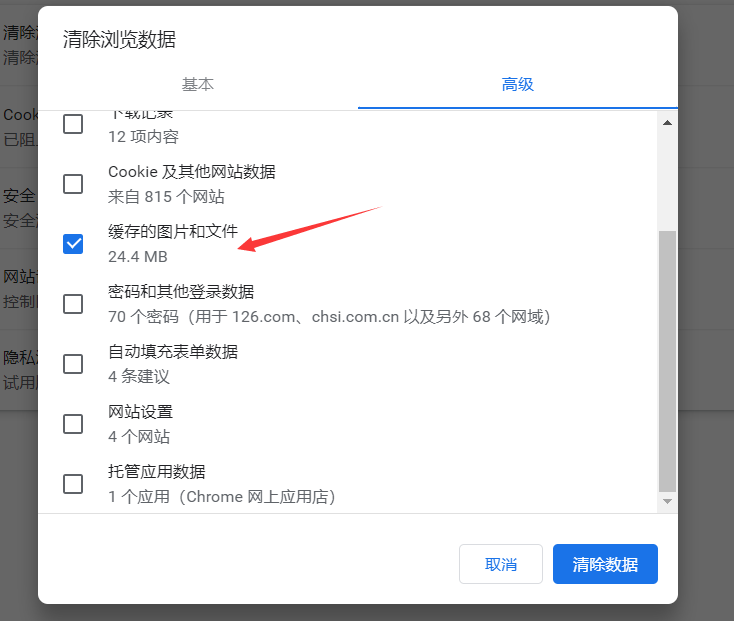 清除浏览数据
基本
高级
下载记录
12 项内容
Cookie 及其他网站数据
来自 815 个网站
缓存的图片和文件
24.4 MB
密码和其他登录数据
70 个密码（用于 126.com、chsi.com.cn 以及另外 68 个网域）
自动填充表单数据
4 条建议
网站设置
4 个网站
托管应用数据
1 个应用（Chrome 网上应用店）
取消
清除数据
清除
清除
Cook
已阻
安全
安全
网站
控制
隐私
试用